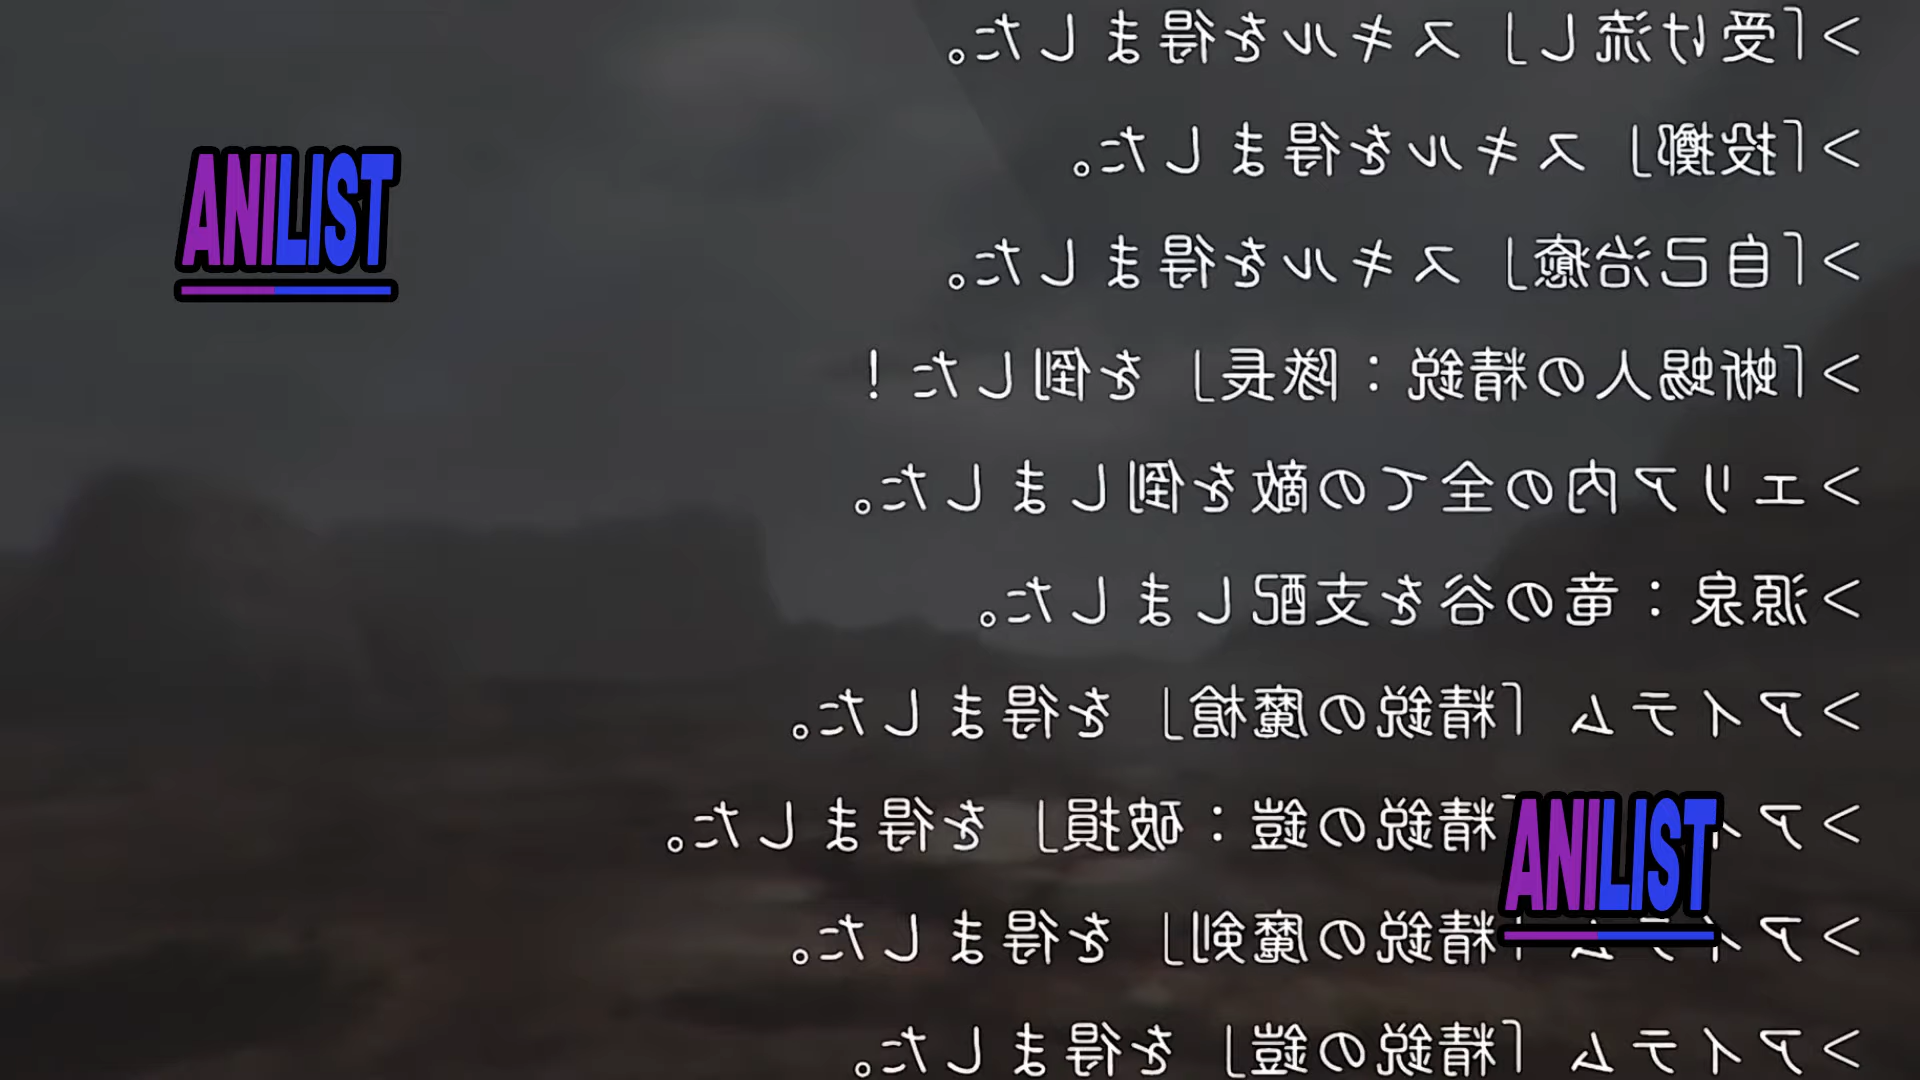 >「受け流し」スキルを得ました。
>「投擲」スキルを得ました。
>「自己治癒」スキルを得ました。
>「蜥蜴人の精鋭：隊長」を倒した！
>エリア内の全ての敵を倒しました。
>源泉：竜の谷を支配しました。
>アイテム「精鋭の魔槍」を得ました。
>ア 精鋭の鎧：破損」を得ました。
>アイテム「精鋭の魔剣」を得ました。
>アイテム「精鋭の鎧」を得ました。
ANILIST
ANILIST